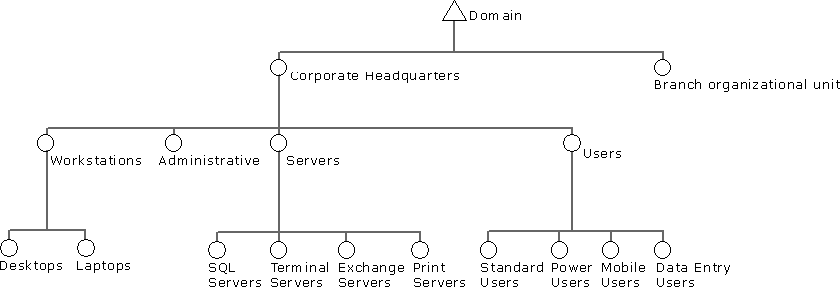 Domain
Corporate Headquarters
Branch organizational unit
Workstations
Administrative
Servers
Users
Desktops
Laptops
SQL
Servers
Terminal
Servers
Exchange
Servers
Print
Servers
Standard
Users
Power
Users
Mobile
Users
Data Entry
Users